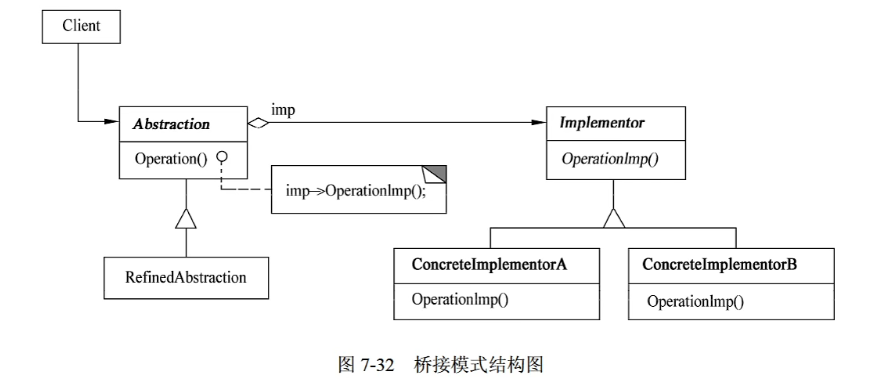 Client
imp
Abstraction
Operation()
Implementor
OperationImp()
imp->OperationImp();
RefinedAbstraction
ConcreteImplementorA
OperationImp()
ConcreteImplementorB
OperationImp()
图 7-32 桥接模式结构图